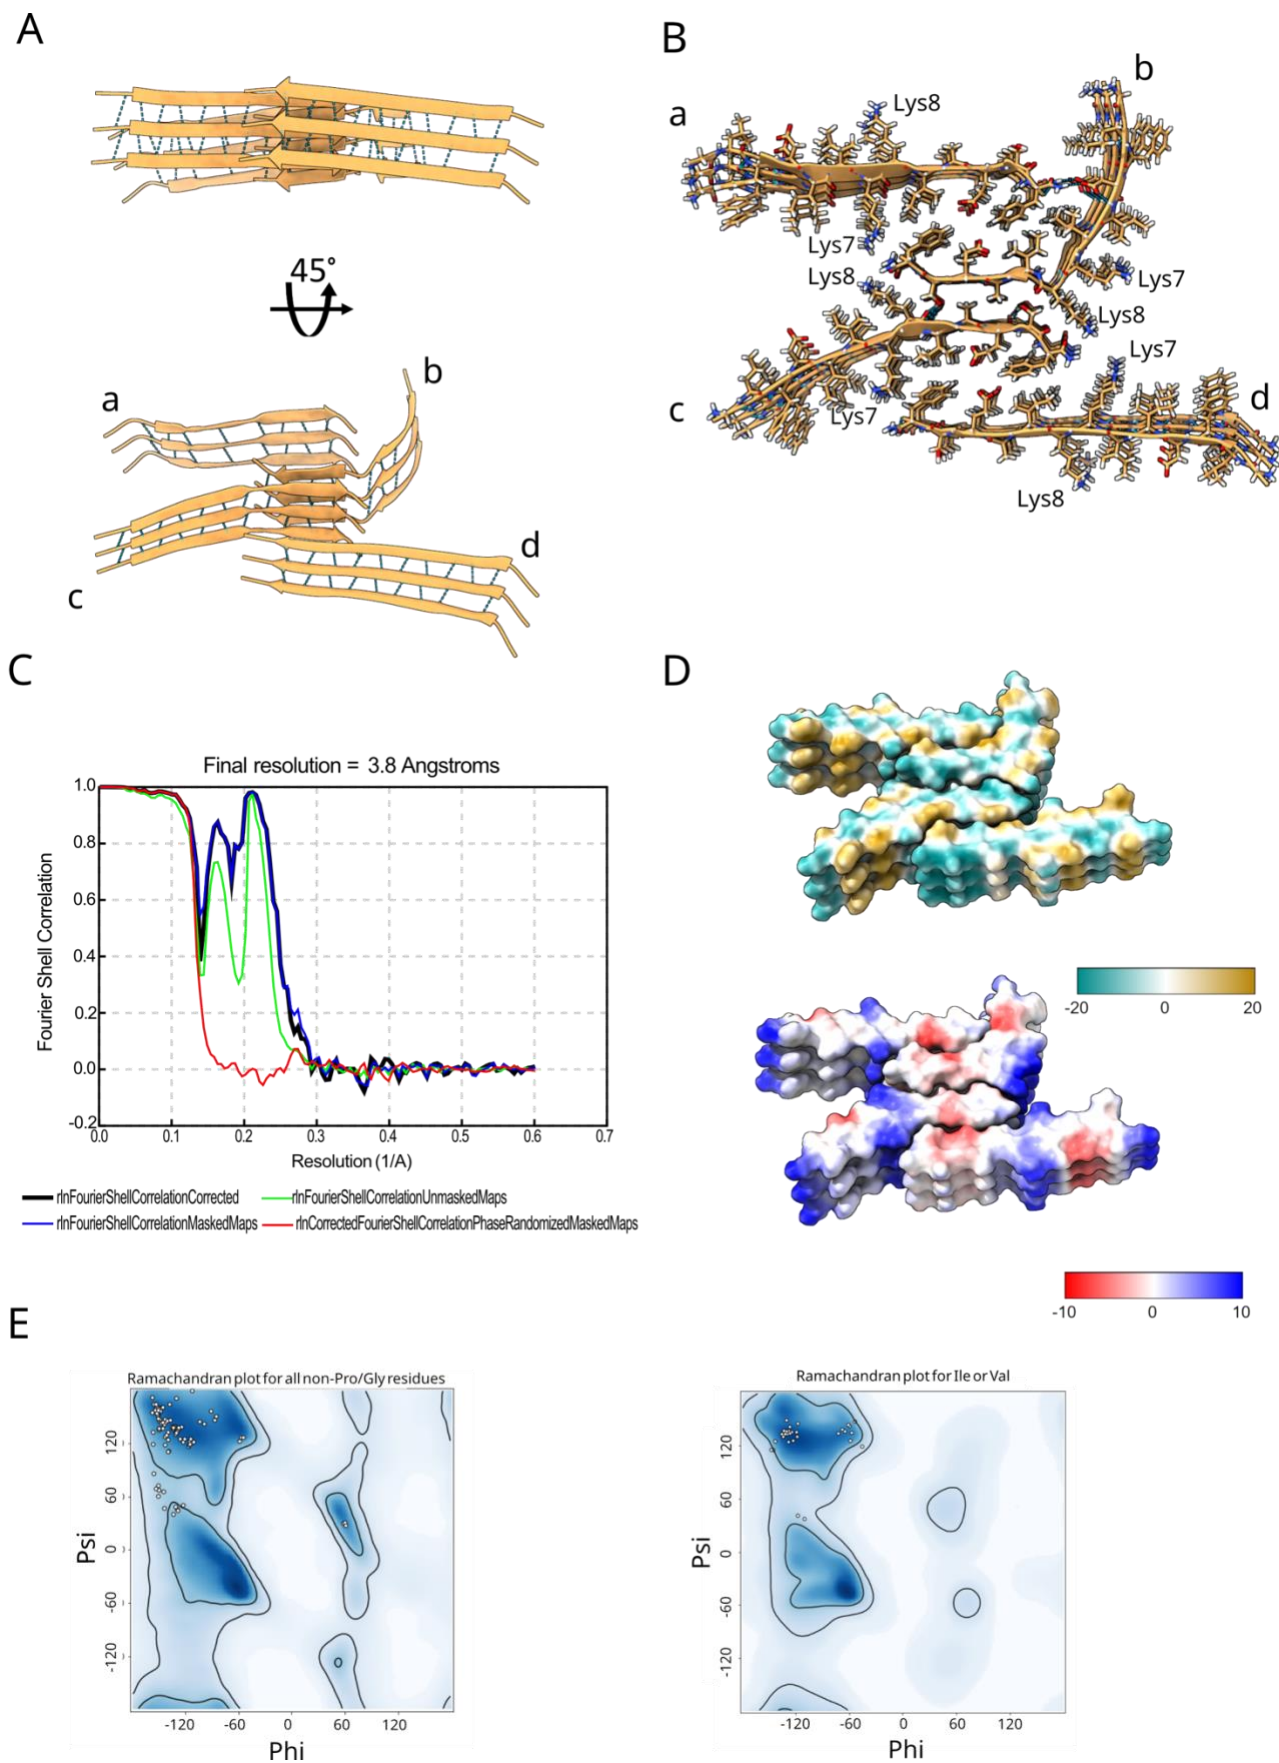 A
45°
a
b
c
d
B
a
b
Lys8
Lys7
Lys8
Lys7
Lys8
Lys7
Lys7
Lys8
c
d
C
Final resolution = 3.8 Angstroms
Fourier Shell Correlation
1.0
0.8
0.6
0.4
0.2
0.0
-0.2
0.0 0.1 0.2 0.3 0.4 0.5 0.6 0.7
Resolution (1/A)
rlnFourierShellCorrelationCorrected
rlnFourierShellCorrelationUnmaskedMaps
rlnFourierShellCorrelationMaskedMaps
rlnCorrectedFourierShellCorrelationPhaseRandomizedMaskedMaps
D
-20 0 20
-10 0 10
E
Ramachandran plot for all non-Pro/Gly residues
Psi
120
60
0
-60
-120
-120 -60 0 60 120
Phi
Ramachandran plot for Ile or Val
Psi
120
60
0
-60
-120
-120 -60 0 60 120
Phi